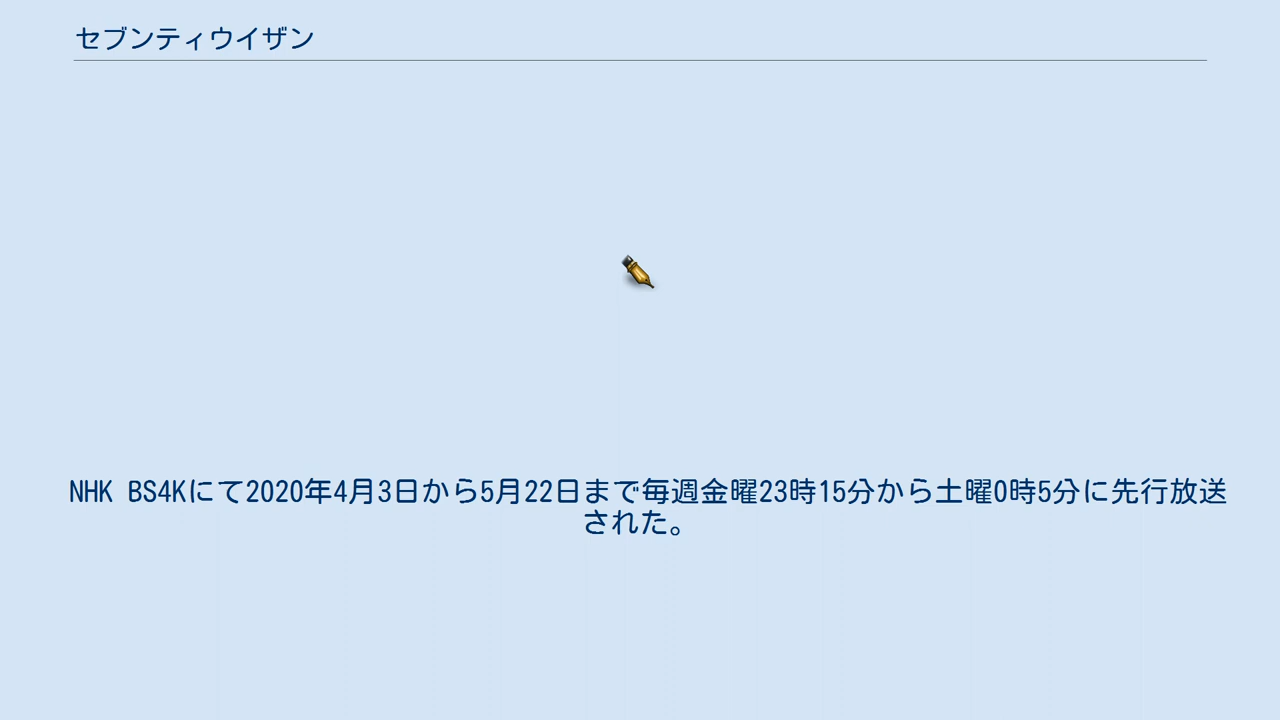 セブンティウイザン
NHK BS4Kにて2020年4月3日から5月22日まで毎週金曜23時15分から土曜0時5分に先行放送
された。